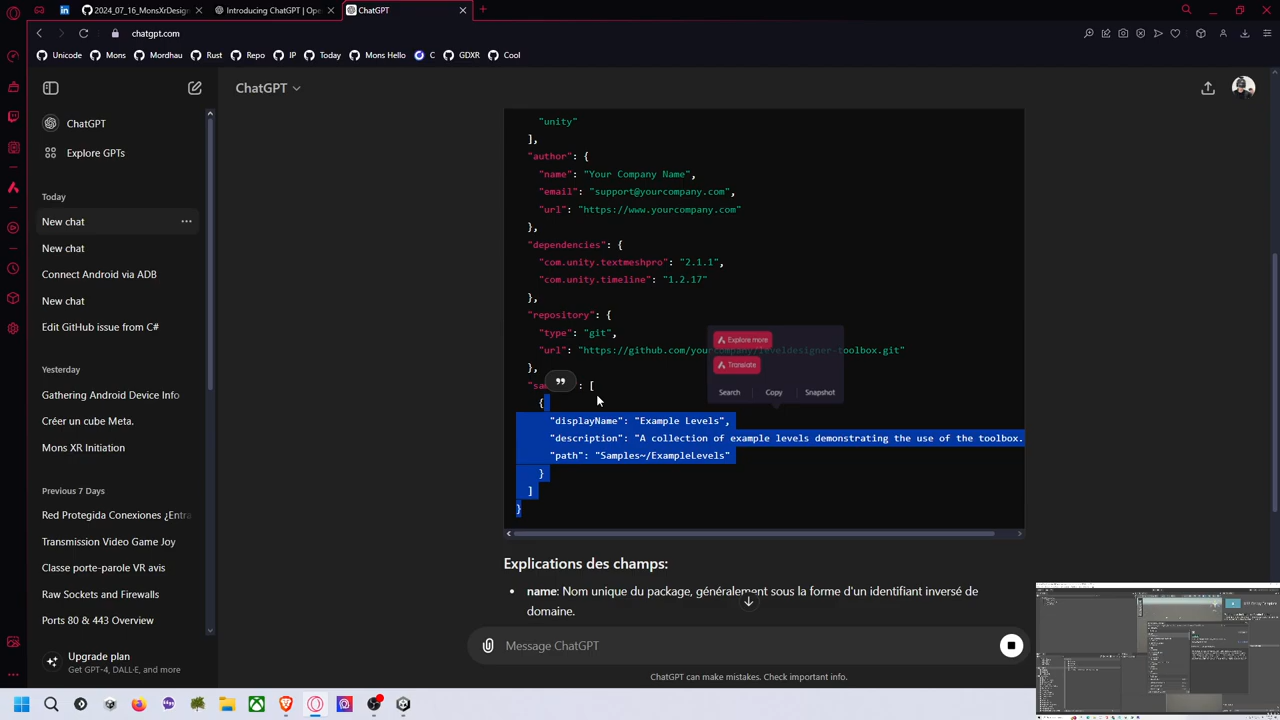 2024_07_16_MonsXrDesign
Introducing ChatGPT | Open
ChatGPT
chatgpt.com
Unicode
Mons
Mordhau
Rust
Repo
IP
Today
Mons Hello
C
GDXR
Cool
ChatGPT
Explore GPTs
Today
New chat
New chat
Connect Android via ADB
New chat
Edit GitHub issue from C#
Yesterday
Gathering Android Device Info
Créer un cube Meta.
Mons XR Initiation
Previous 7 Days
Red Protegida Conexiones ¿Entra
Transmission Video Game Joy
Classe porte-parole VR avis
Raw Sockets and Firewalls
Ports 80 & 443 Overview
Upgrade plan
Get GPT-4, DALL·E, and more
ChatGPT
"unity"
],
"author": {
"name": "Your Company Name",
"email": "support@yourcompany.com",
"url": "https://www.yourcompany.com"
},
"dependencies": {
"com.unity.textmeshpro": "2.1.1",
"com.unity.timeline": "1.2.17"
},
"repository": {
"type": "git",
"url": "https://github.com/yourcompany/leveldesigner-toolbox.git"
},
"sam : [
{
"displayName": "Example Levels",
"description": "A collection of example levels demonstrating the use of the toolbox.
"path": "Samples~/ExampleLevels"
}
]
}
Explore more
Translate
Search
Copy
Snapshot
Explications des champs:
name: Nom unique du package, généralement sous la forme d'un identifiant inversé de
domaine.
Message ChatGPT
ChatGPT can make mistakes. Check important info.